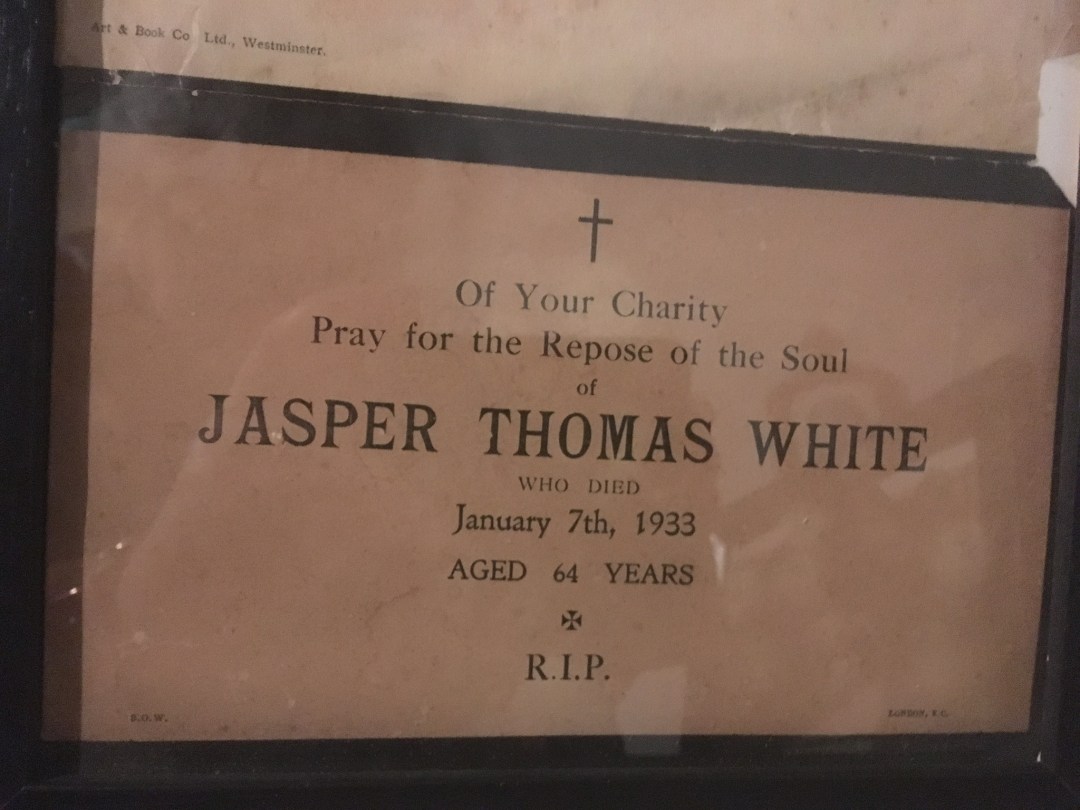 Art & Book Co Ltd., Westminster.
Of Your Charity
Pray for the Repose of the Soul
of
JASPER THOMAS WHITE
WHO DIED
January 7th, 1933
AGED 64 YEARS
R.I.P.
LONDON,